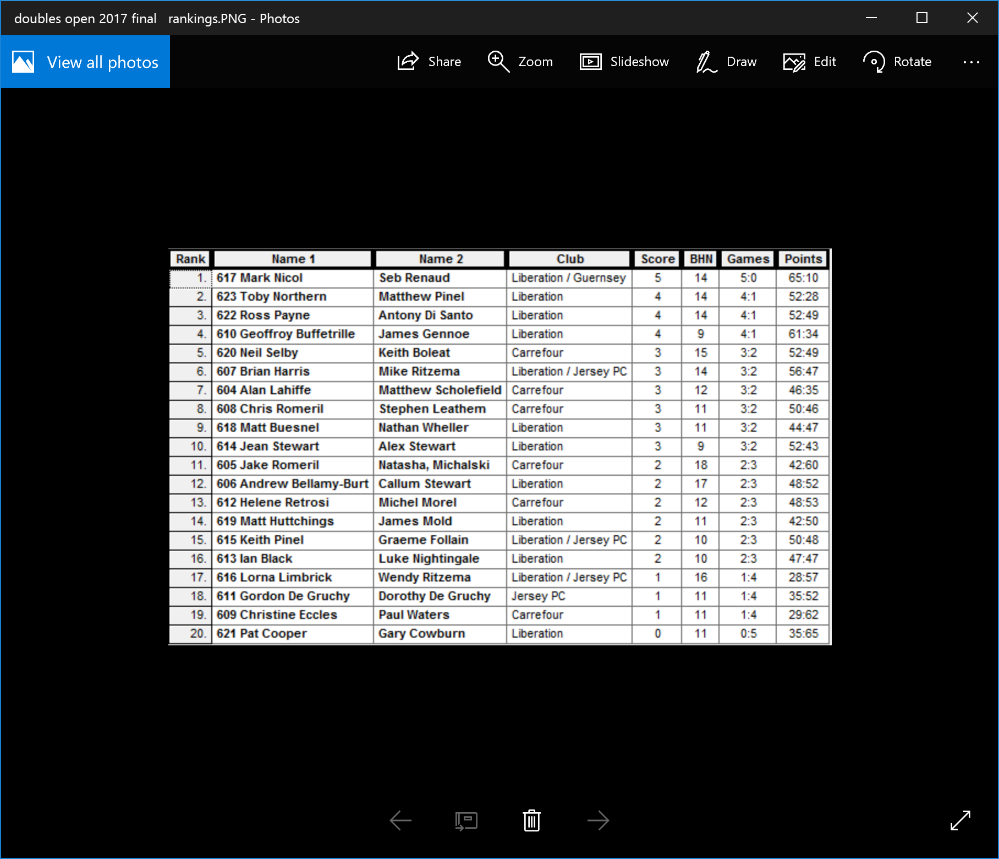 doubles open 2017 final   rankings.PNG - Photos
View all photos Share Zoom Slideshow Draw Edit Rotate
Rank Name 1 Name 2 Club Score BHN Games Points
1. 617 Mark Nicol Seb Renaud Liberation / Guernsey 5 14 5:0 65:10
2. 623 Toby Northern Matthew Pinel Liberation 4 14 4:1 52:28
3. 622 Ross Payne Antony Di Santo Liberation 4 14 4:1 52:49
4. 610 Geoffroy Buffetrille James Gennoe Liberation 4 9 4:1 61:34
5. 620 Neil Selby Keith Boleat Carrefour 3 15 3:2 52:49
6. 607 Brian Harris Mike Ritzema Liberation / Jersey PC 3 14 3:2 56:47
7. 604 Alan Lahiffe Matthew Scholefield Carrefour 3 12 3:2 46:35
8. 608 Chris Romeril Stephen Leathem Carrefour 3 11 3:2 50:46
9. 618 Matt Buesnel Nathan Wheller Liberation 3 11 3:2 44:47
10. 614 Jean Stewart Alex Stewart Liberation 3 9 3:2 52:43
11. 605 Jake Romeril Natasha, Michalski Carrefour 2 18 2:3 42:60
12. 606 Andrew Bellamy-Burt Callum Stewart Liberation 2 17 2:3 48:52
13. 612 Helene Retrosi Michel Morel Carrefour 2 12 2:3 48:53
14. 619 Matt Huttchings James Mold Liberation 2 11 2:3 42:50
15. 615 Keith Pinel Graeme Follain Liberation / Jersey PC 2 10 2:3 50:48
16. 613 Ian Black Luke Nightingale Liberation 2 10 2:3 47:47
17. 616 Lorna Limbrick Wendy Ritzema Liberation / Jersey PC 1 16 1:4 28:57
18. 611 Gordon De Gruchy Dorothy De Gruchy Jersey PC 1 11 1:4 35:52
19. 609 Christine Eccles Paul Waters Carrefour 1 11 1:4 29:62
20. 621 Pat Cooper Gary Cowburn Liberation 0 11 0:5 35:65